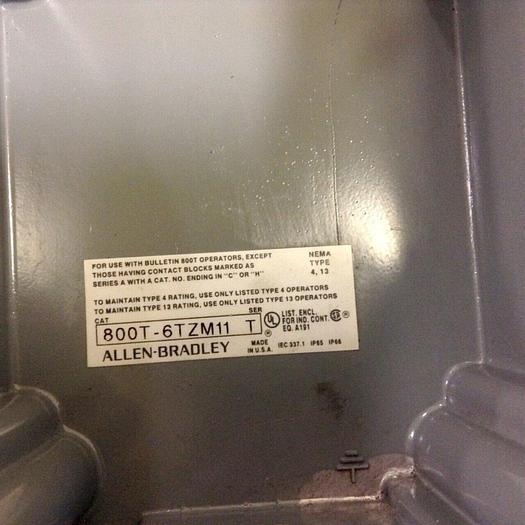 FOR USE WITH BULLETIN 800T OPERATORS, EXCEPT
THOSE HAVING CONTACT BLOCKS MARKED AS
SERIES A WITH A CAT. NO. ENDING IN "C" OR "H"
NEMA
TYPE
4, 13
TO MAINTAIN TYPE 4 RATING, USE ONLY LISTED TYPE 4 OPERATORS
TO MAINTAIN TYPE 13 RATING, USE ONLY LISTED TYPE 13 OPERATORS
CAT SER
800T-6TZM11 T
UL ®
LIST. ENCL.
FOR IND. CONT.
EQ. A191
ALLEN-BRADLEY
MADE
IN U.S.A.
IEC 337.1 IP65 IP66